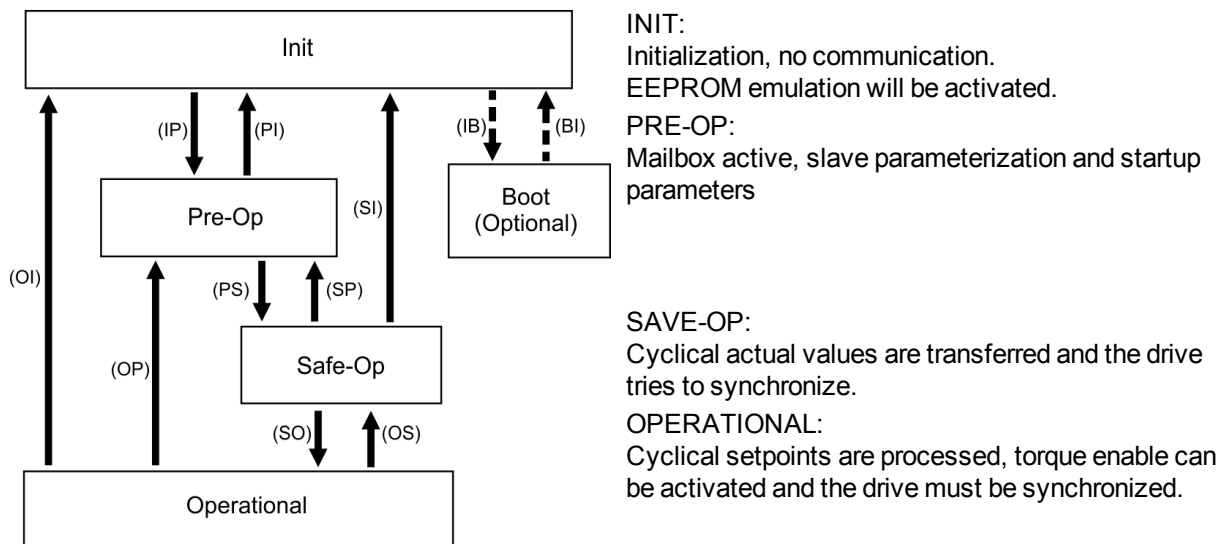 Init
(IP)
(PI)
(IB)
(BI)
Pre-Op
(SI)
Boot
(Optional)
(OI)
(PS)
(SP)
(OP)
Safe-Op
(SO)
(OS)
Operational
INIT:
Initialization, no communication.
EEPROM emulation will be activated.
PRE-OP:
Mailbox active, slave parameterization and startup
parameters
SAVE-OP:
Cyclical actual values are transferred and the drive
tries to synchronize.
OPERATIONAL:
Cyclical setpoints are processed, torque enable can
be activated and the drive must be synchronized.